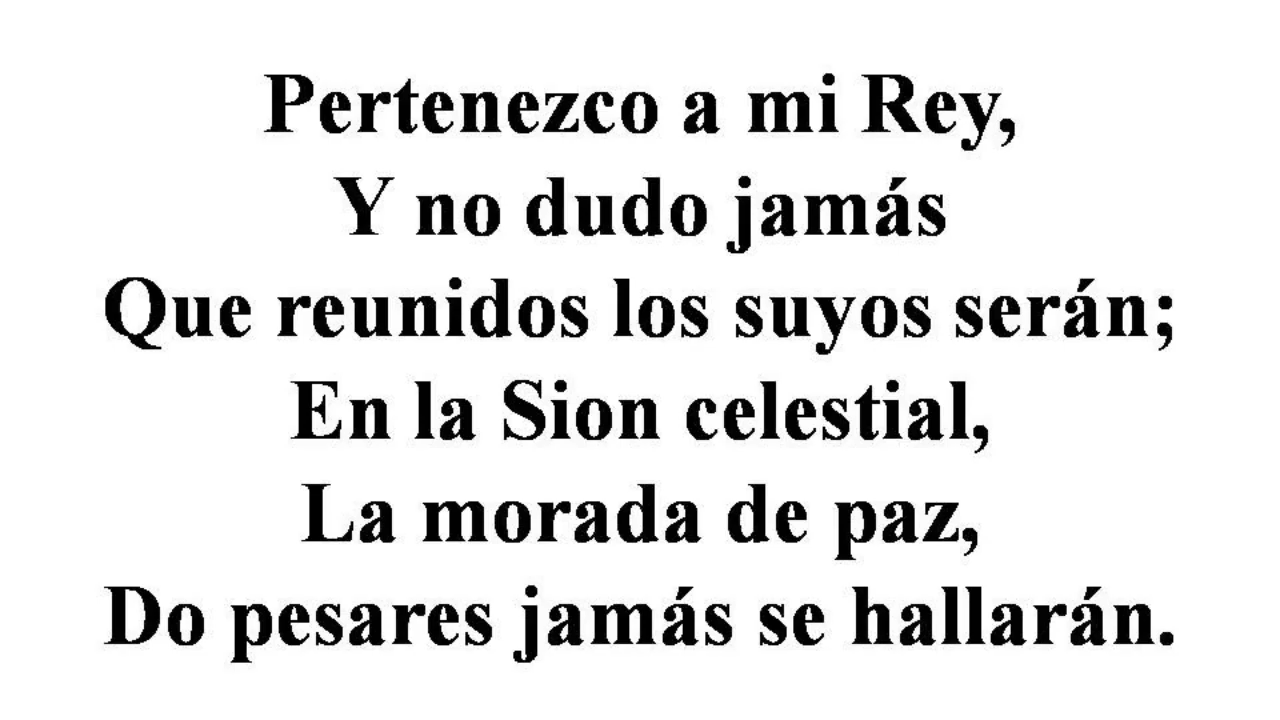 Pertenezco a mi Rey,
Y no dudo jamás
Que reunidos los suyos serán;
En la Sion celestial,
La morada de paz,
Do pesares jamás se hallarán.